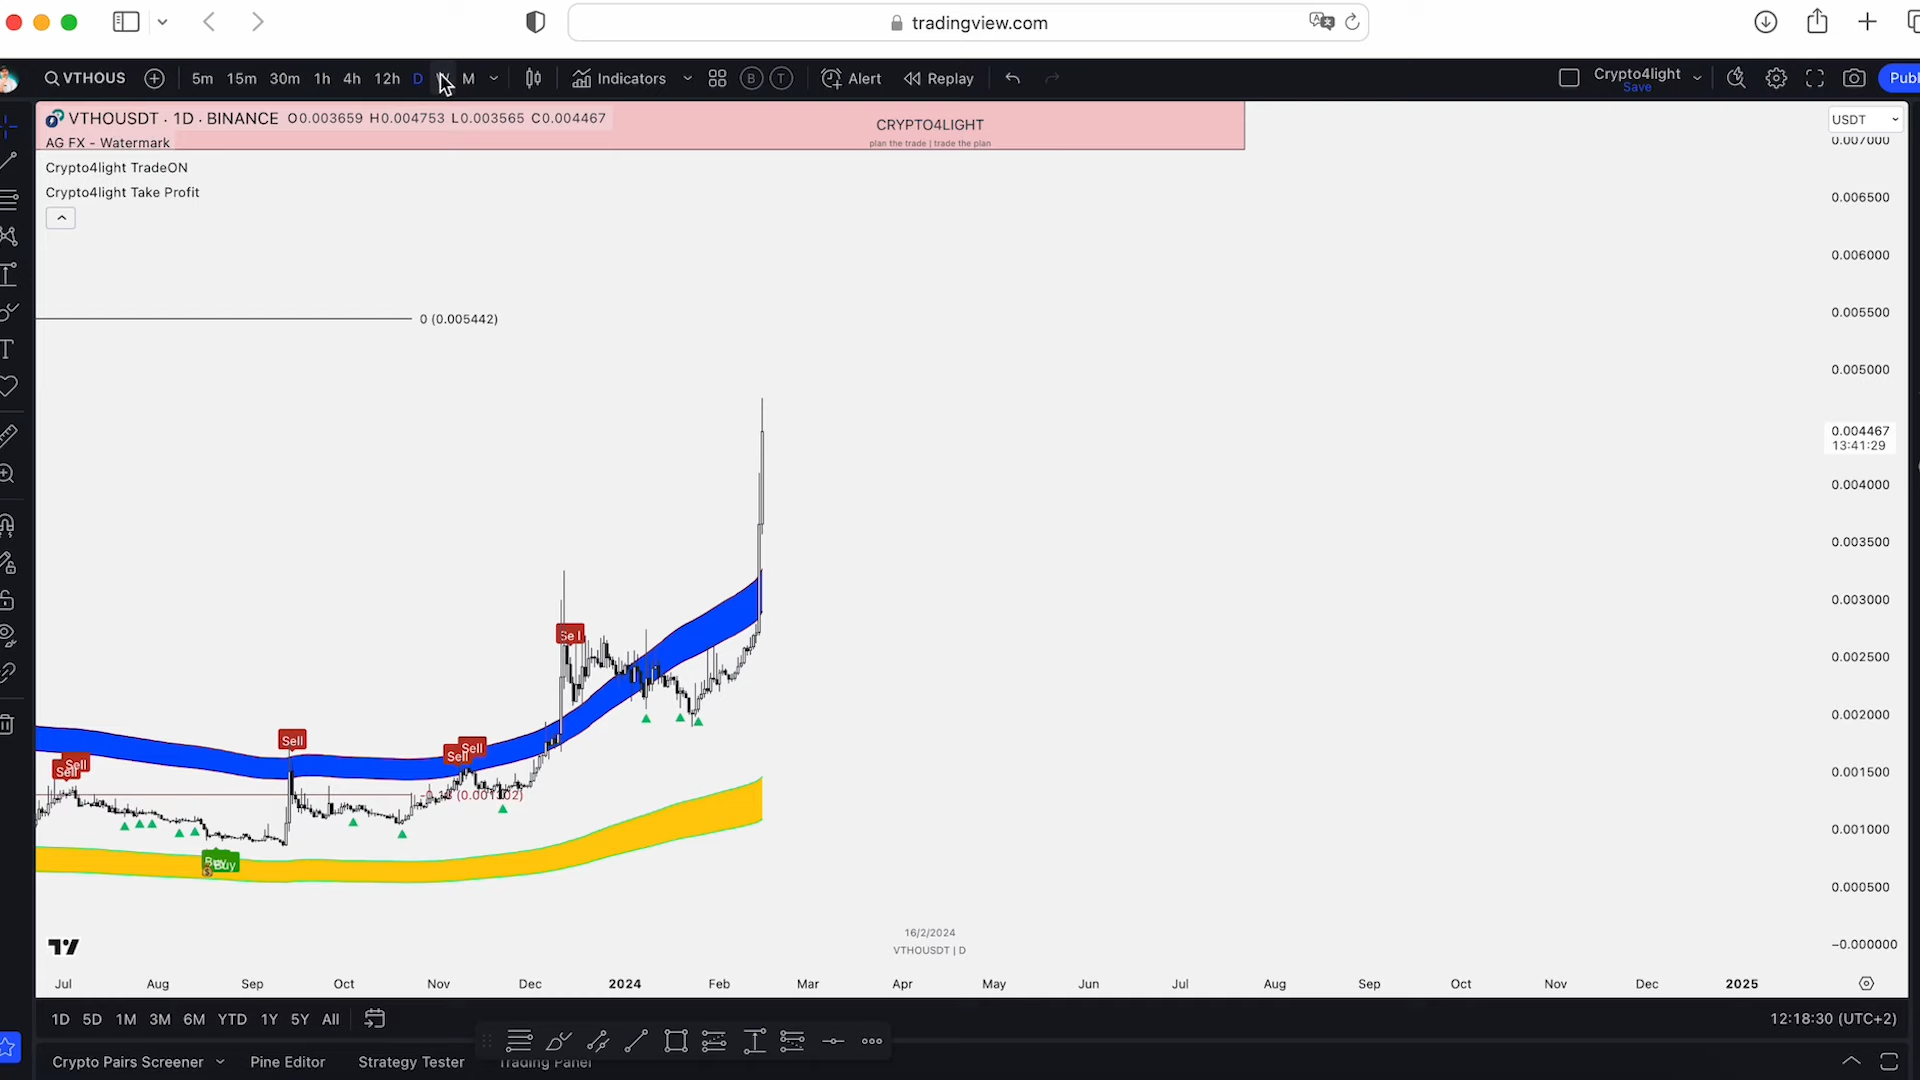 tradingview.com
VTHOUS 5m 15m 30m 1h 4h 12h D M Indicators B T Alert Replay Crypto4light Save Publ
VTHOUSDT · 1D · BINANCE O0.003659 H0.004753 L0.003565 C0.004467
AG FX - Watermark
Crypto4light TradeON
Crypto4light Take Profit
CRYPTO4LIGHT
plan the trade | trade the plan
USDT
0.007000
0.006500
0.006000
0.005500
0 (0.005442)
0.005000
0.004467
13:41:29
0.004000
0.003500
0.003000
Sell
0.002500
0.002000
Sell
Sell
Sell
Sell
Sell
0.001500
0.001000
Buy
Buy
0.000500
16/2/2024
VTHOUSDT | D
−0.000000
Jul Aug Sep Oct Nov Dec 2024 Feb Mar Apr May Jun Jul Aug Sep Oct Nov Dec 2025
1D 5D 1M 3M 6M YTD 1Y 5Y All
12:18:30 (UTC+2)
Crypto Pairs Screener Pine Editor Strategy Tester Trading Panel